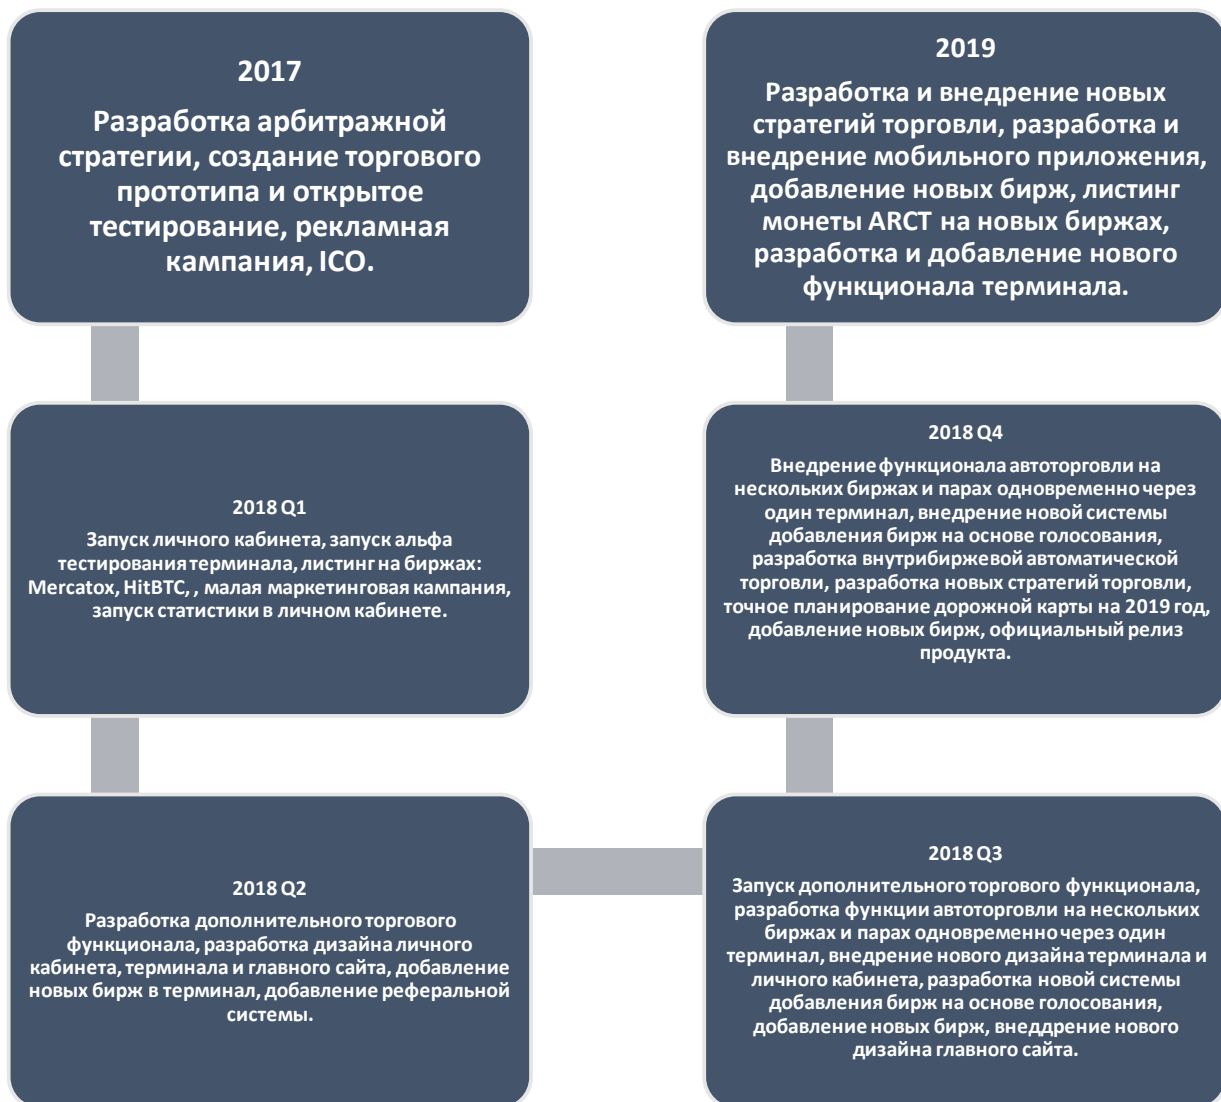 2017
Разработка арбитражной
стратегии, создание торгового
прототипа и открытое
тестирование, рекламная
кампания, ICO.
2018 Q1
Запуск личного кабинета, запуск альфа
тестирования терминала, листинг на биржах:
Mercatox, HitBTC, , малая маркетинговая кампания,
запуск статистики в личном кабинете.
2018 Q2
Разработка дополнительного торгового
функционала, разработка дизайна личного
кабинета, терминала и главного сайта, добавление
новых бирж в терминал, добавление реферальной
системы.
2018 Q3
Запуск дополнительного торгового функционала,
разработка функции автоторговли на нескольких
биржах и парах одновременно через один
терминал, внедрение нового дизайна терминала и
личного кабинета, разработка новой системы
добавления бирж на основе голосования,
добавление новых бирж, внеддрение нового
дизайна главного сайта.
2018 Q4
Внедрение функционала автоторговли на
нескольких биржах и парах одновременно через
один терминал, внедрение новой системы
добавления бирж на основе голосования,
разработка внутрибиржевой автоматической
торговли, разработка новых стратегий торговли,
точное планирование дорожной карты на 2019 год,
добавление новых бирж, официальный релиз
продукта.
2019
Разработка и внедрение новых
стратегий торговли, разработка и
внедрение мобильного приложения,
добавление новых бирж, листинг
монеты ARCT на новых биржах,
разработка и добавление нового
функционала терминала.